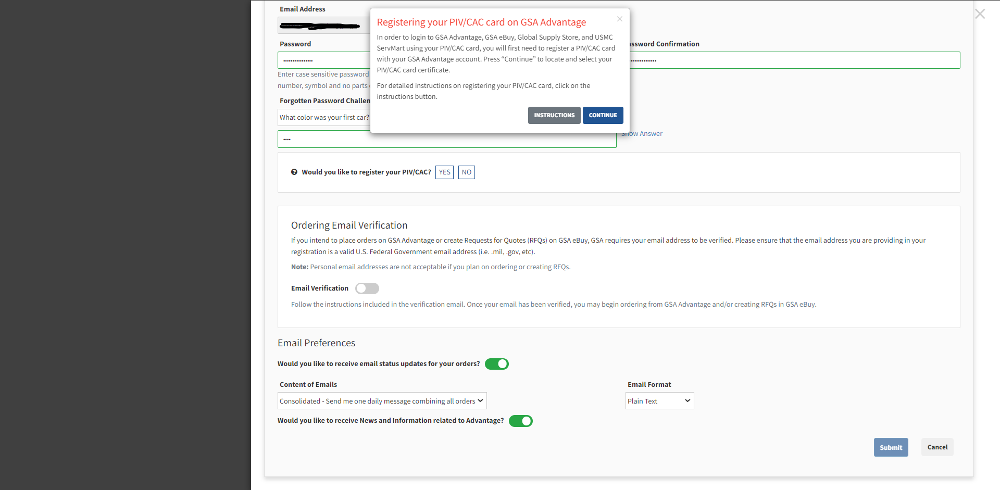 Email Address
Registering your PIV/CAC card on GSA Advantage
×
In order to login to GSA Advantage, GSA eBuy, Global Supply Store, and USMC
ServMart using your PIV/CAC card, you will first need to register a PIV/CAC card
with your GSA Advantage account. Press “Continue” to locate and select your
PIV/CAC card certificate.
For detailed instructions on registering your PIV/CAC card, click on the
instructions button.
INSTRUCTIONS CONTINUE
Password
ssword Confirmation
Enter case sensitive password
number, symbol and no parts
Forgotten Password Challen
What color was your first car?
Show Answer
Would you like to register your PIV/CAC? YES NO
Ordering Email Verification
If you intend to place orders on GSA Advantage or create Requests for Quotes (RFQs) on GSA eBuy, GSA requires your email address to be verified. Please ensure that the email address you are providing in your
registration is a valid U.S. Federal Government email address (i.e. .mil, .gov, etc).
Note: Personal email addresses are not acceptable if you plan on ordering or creating RFQs.
Email Verification
Follow the instructions included in the verification email. Once your email has been verified, you may begin ordering from GSA Advantage and/or creating RFQs in GSA eBuy.
Email Preferences
Would you like to receive email status updates for your orders?
Content of Emails
Email Format
Consolidated - Send me one daily message combining all orders
Plain Text
Would you like to receive News and Information related to Advantage?
Submit
Cancel